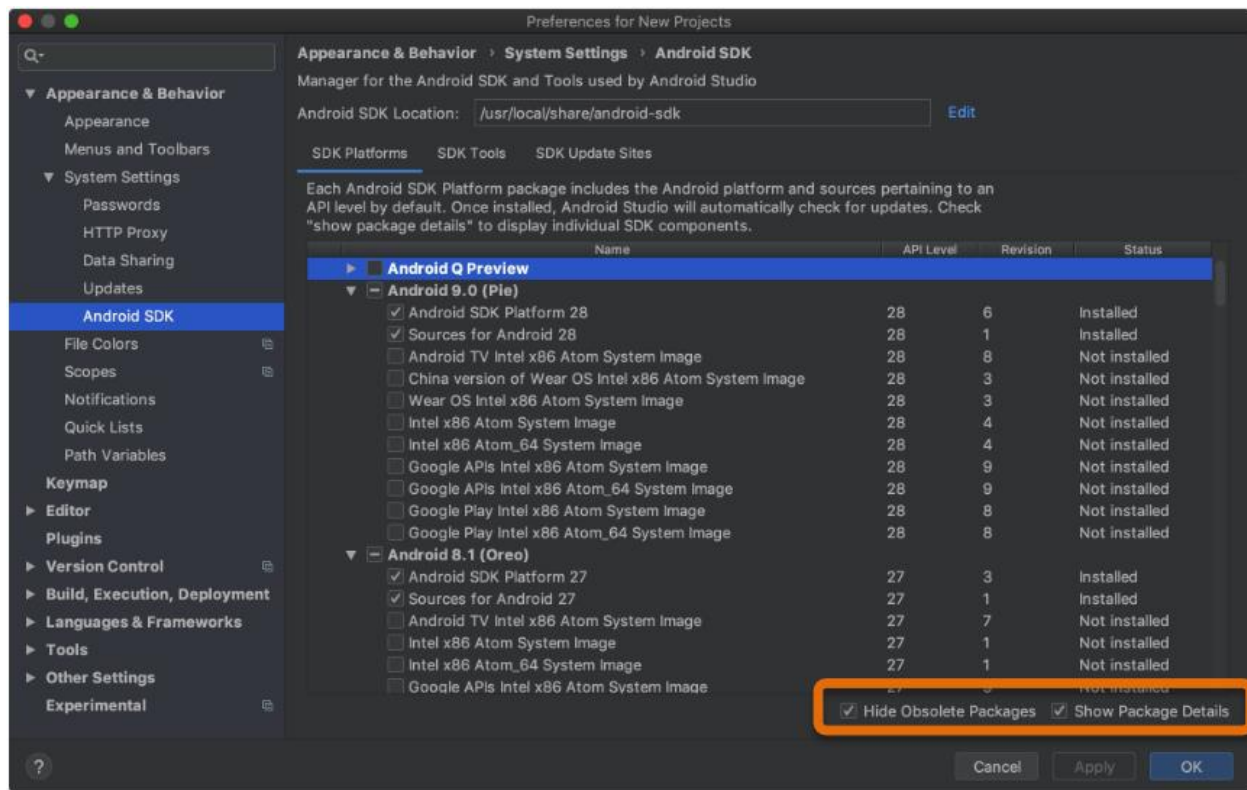 Preferences for New Projects
Appearance & Behavior › System Settings › Android SDK
Manager for the Android SDK and Tools used by Android Studio
Android SDK Location: /usr/local/share/android-sdk Edit
SDK Platforms SDK Tools SDK Update Sites
Each Android SDK Platform package includes the Android platform and sources pertaining to an
API level by default. Once installed, Android Studio will automatically check for updates. Check
"show package details" to display individual SDK components.
Appearance & Behavior
Appearance
Menus and Toolbars
System Settings
Passwords
HTTP Proxy
Data Sharing
Updates
Android SDK
File Colors
Scopes
Notifications
Quick Lists
Path Variables
Keymap
Editor
Plugins
Version Control
Build, Execution, Deployment
Languages & Frameworks
Tools
Other Settings
Experimental
Name API Level Revision Status
Android Q Preview
Android 9.0 (Pie)
Android SDK Platform 28 28 6 Installed
Sources for Android 28 28 1 Installed
Android TV Intel x86 Atom System Image 28 8 Not installed
China version of Wear OS Intel x86 Atom System Image 28 3 Not installed
Wear OS Intel x86 Atom System Image 28 3 Not installed
Intel x86 Atom System Image 28 4 Not installed
Intel x86 Atom_64 System Image 28 4 Not installed
Google APIs Intel x86 Atom System Image 28 9 Not installed
Google APIs Intel x86 Atom_64 System Image 28 9 Not installed
Google Play Intel x86 Atom System Image 28 8 Not installed
Google Play Intel x86 Atom_64 System Image 28 8 Not installed
Android 8.1 (Oreo)
Android SDK Platform 27 27 3 Installed
Sources for Android 27 27 1 Installed
Android TV Intel x86 Atom System Image 27 7 Not installed
Intel x86 Atom System Image 27 1 Not installed
Intel x86 Atom_64 System Image 27 1 Not installed
Google APIs Intel x86 Atom System Image 27 Not installed
Hide Obsolete Packages Show Package Details
? Cancel Apply OK